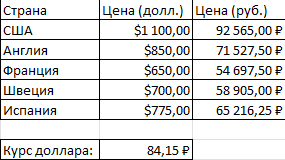 Страна Цена (долл.) Цена (руб.)
США $1 100,00 92 565,00 ₽
Англия $850,00 71 527,50 ₽
Франция $650,00 54 697,50 ₽
Швеция $700,00 58 905,00 ₽
Испания $775,00 65 216,25 ₽
Курс доллара: 84,15 ₽